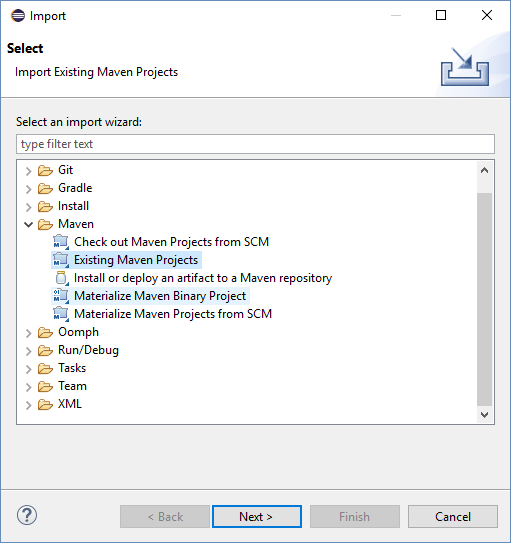 Import
Select
Import Existing Maven Projects
Select an import wizard:
type filter text
Git
Gradle
Install
Maven
Check out Maven Projects from SCM
Existing Maven Projects
Install or deploy an artifact to a Maven repository
Materialize Maven Binary Project
Materialize Maven Projects from SCM
Oomph
Run/Debug
Tasks
Team
XML
? < Back Next > Finish Cancel